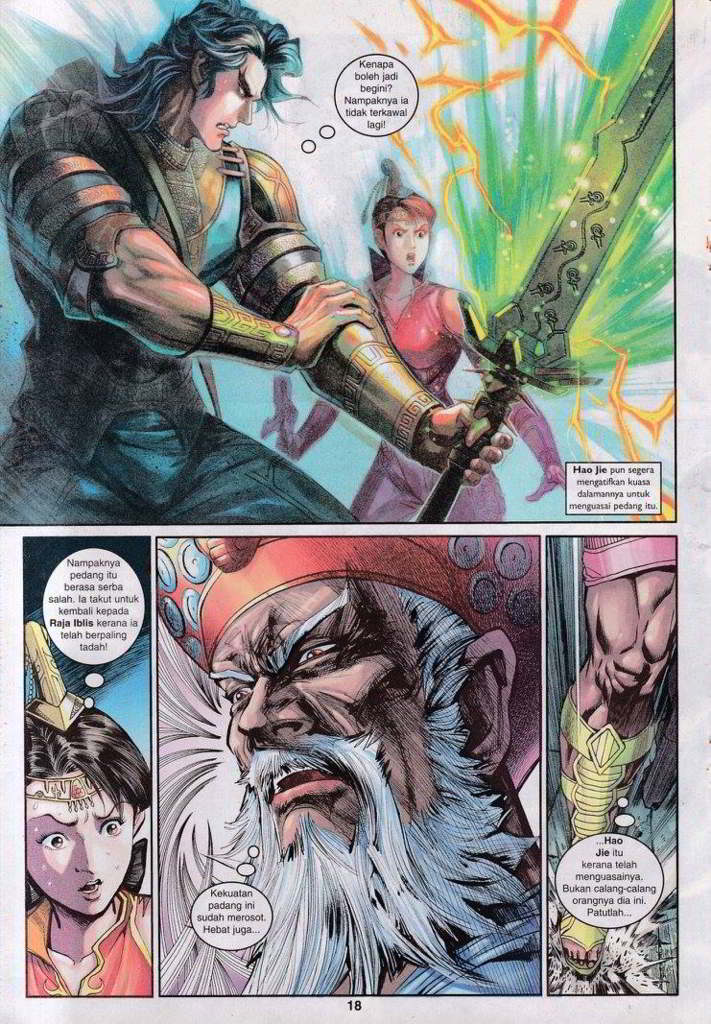 Kenapa
boleh jadi
begini?
Nampaknya ia
tidak terkawal
lagi!
Hao Jie pun segera
mengatifkan kuasa
dalamannya untuk
menguasai pedang itu.
Nampaknya
pedang itu
berasa serba
salah. Ia takut untuk
kembali kepada
Raja Iblis kerana ia
telah berpaling
tadah!
Kekuatan
padang ini
sudah merosot.
Hebat juga...
...Hao
Jie itu
kerana telah
menguasainya.
Bukan calang-calang
orangnya dia ini.
Patutlah...
18